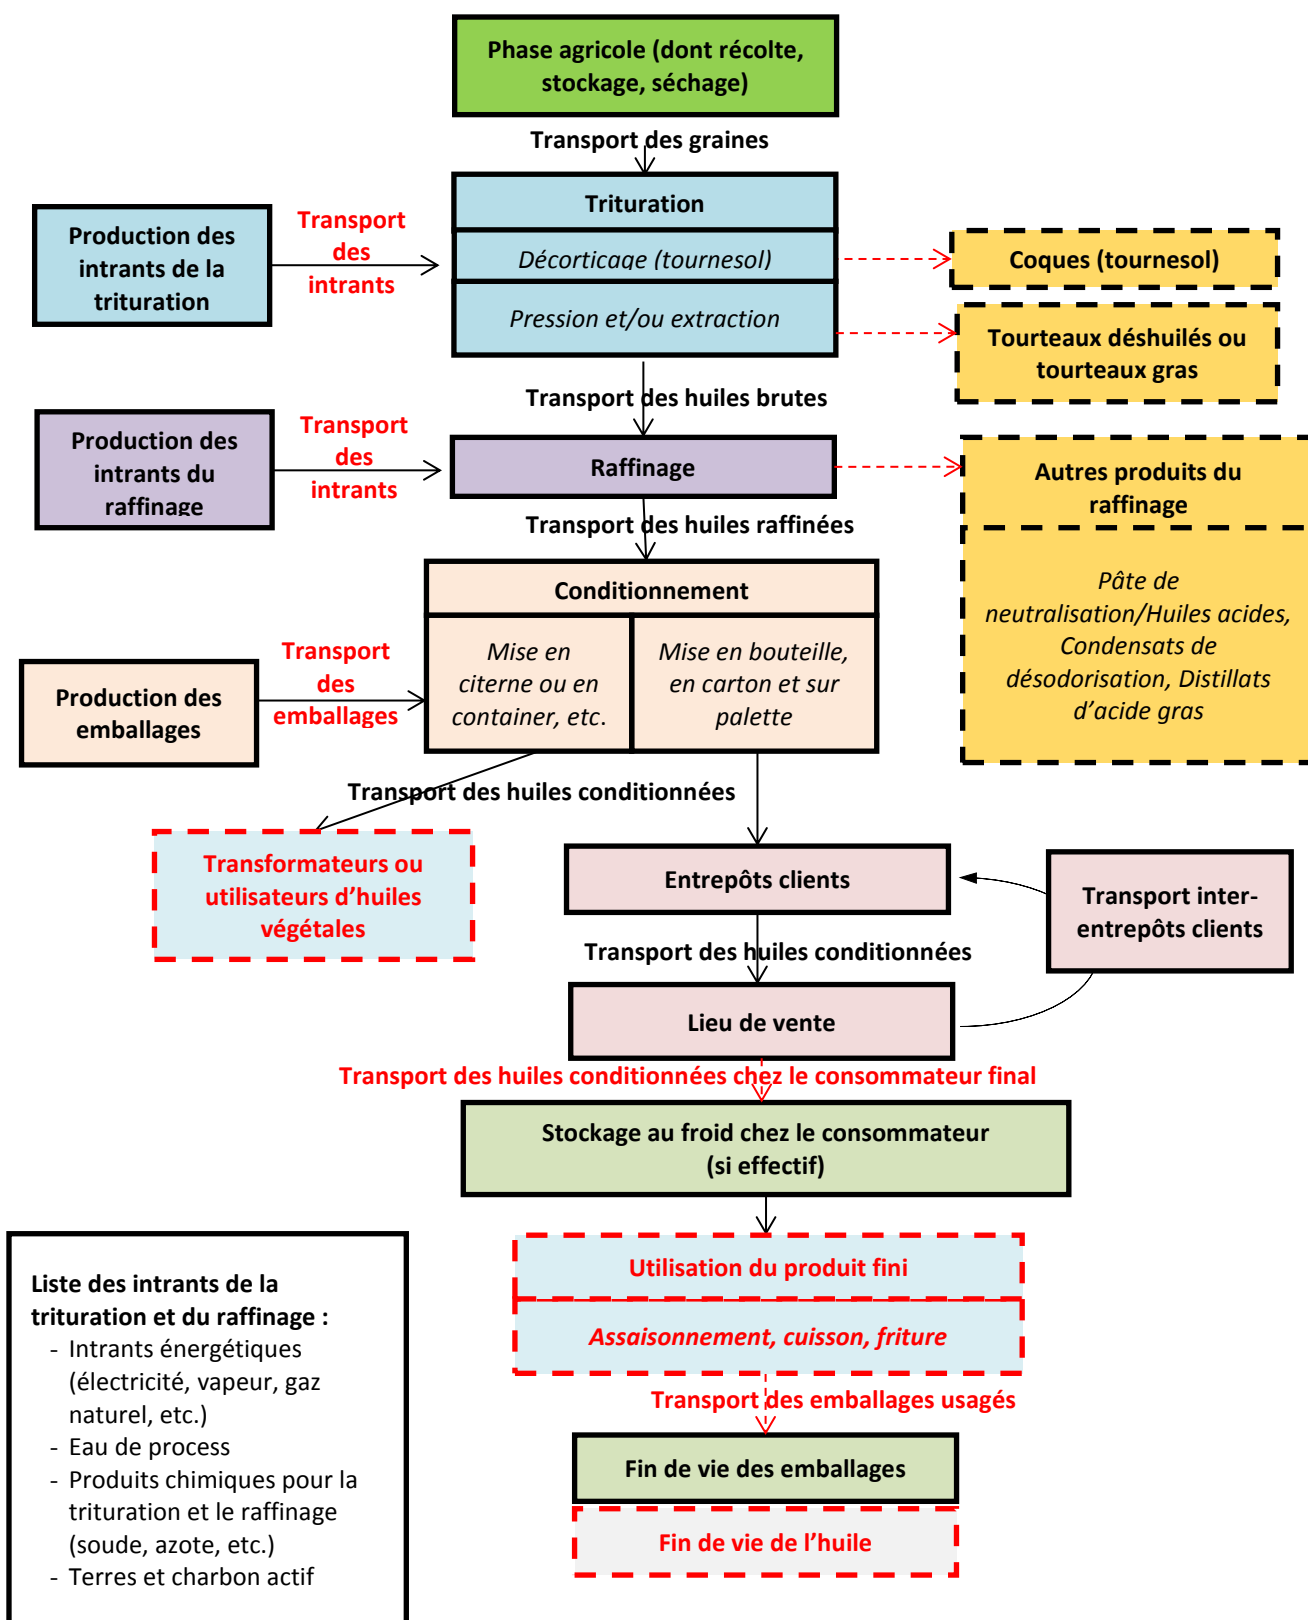 Phase agricole (dont récolte,
stockage, séchage)
Transport des graines
Trituration
Décorticage (tournesol)
Pression et/ou extraction
Production des
intrants de la
trituration
Transport
des
intrants
Coques (tournesol)
Tourteaux déshuilés ou
tourteaux gras
Transport des huiles brutes
Production des
intrants du
raffinage
Transport
des
intrants
Raffinage
Autres produits du
raffinage
Pâte de
neutralisation/Huiles acides,
Condensats de
désodorisation, Distillats
d’acide gras
Transport des huiles raffinées
Conditionnement
Mise en
citerne ou en
container, etc.
Mise en bouteille,
en carton et sur
palette
Production des
emballages
Transport
des
emballages
Transport des huiles conditionnées
Transformateurs ou
utilisateurs d’huiles
végétales
Entrepôts clients
Transport inter-
entrepôts clients
Transport des huiles conditionnées
Lieu de vente
Transport des huiles conditionnées chez le consommateur final
Stockage au froid chez le consommateur
(si effectif)
Utilisation du produit fini
Assaisonnement, cuisson, friture
Transport des emballages usagés
Fin de vie des emballages
Fin de vie de l’huile
Liste des intrants de la
trituration et du raffinage :
- Intrants énergétiques
(électricité, vapeur, gaz
naturel, etc.)
- Eau de process
- Produits chimiques pour la
trituration et le raffinage
(soude, azote, etc.)
- Terres et charbon actif